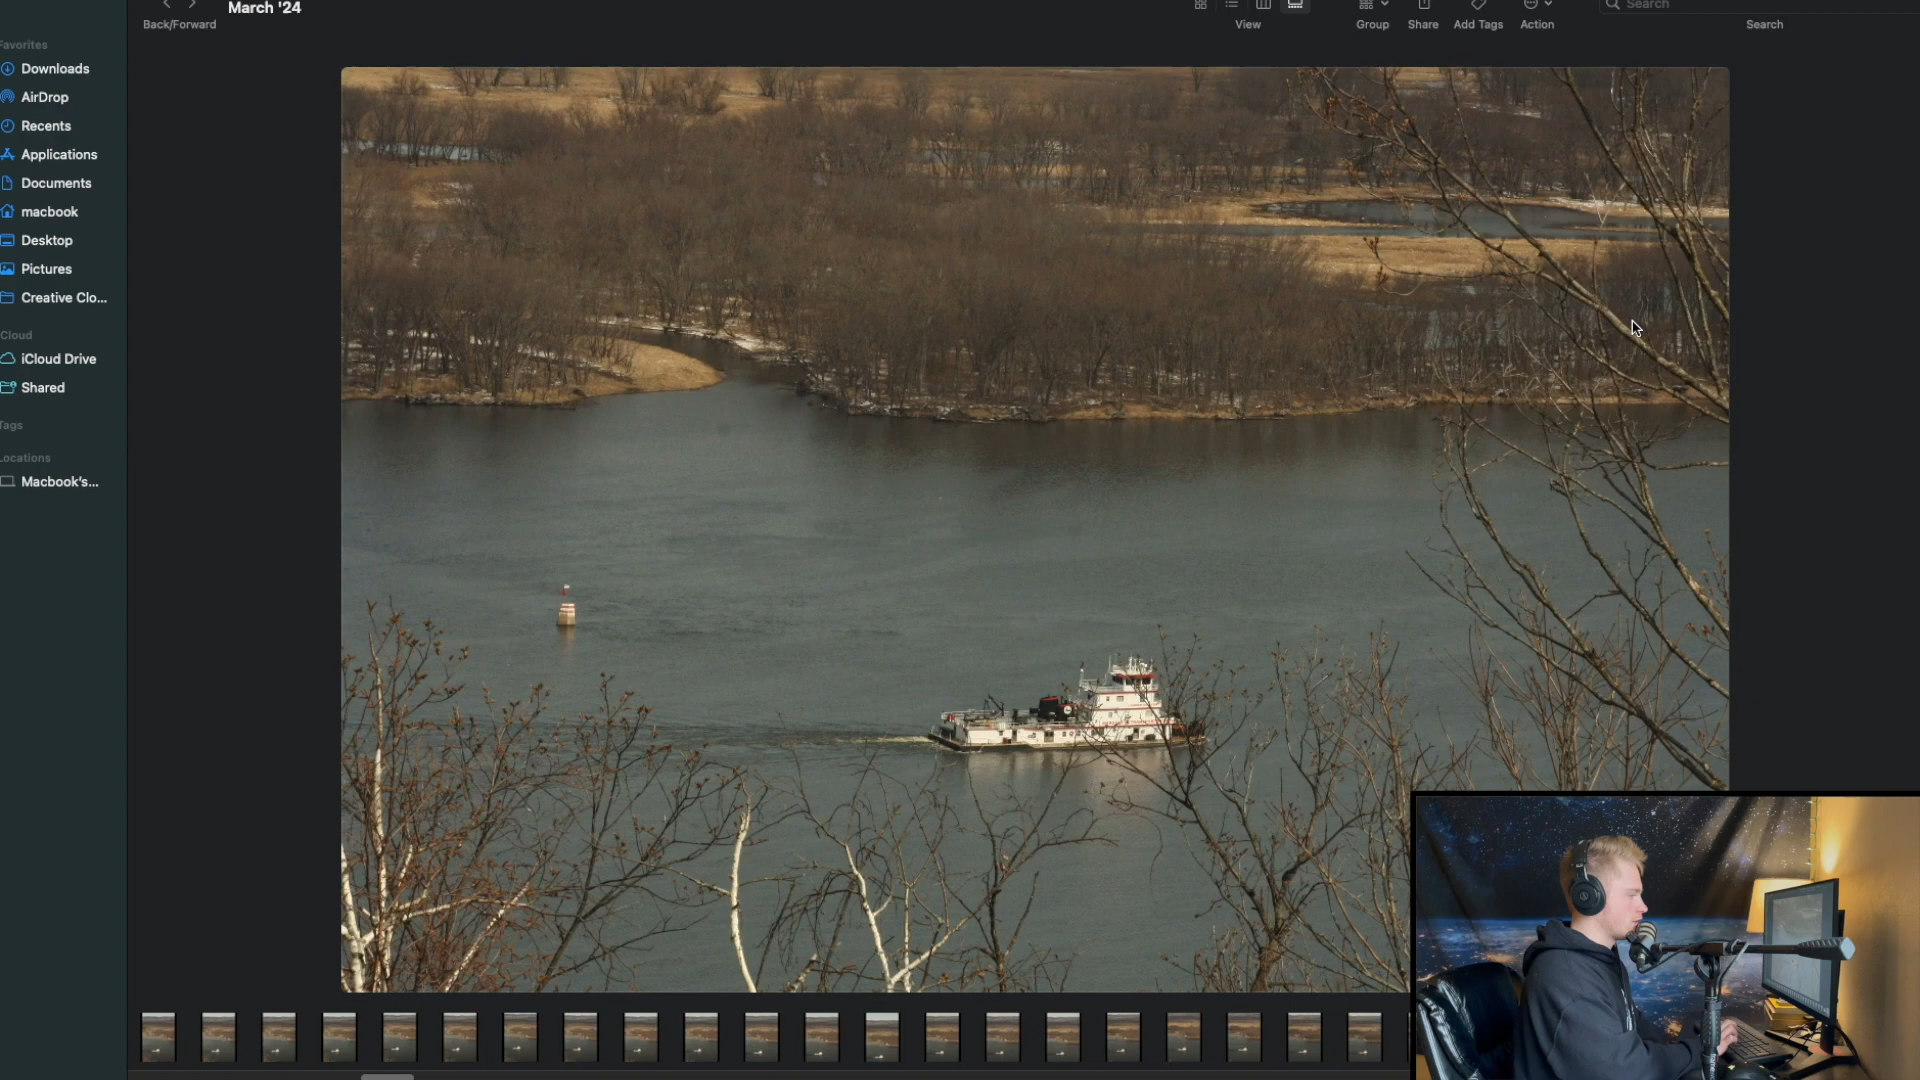 March '24
Back/Forward
View
Group
Share
Add Tags
Action
Search
Search
Favorites
Downloads
AirDrop
Recents
Applications
Documents
macbook
Desktop
Pictures
Creative Clo...
Cloud
iCloud Drive
Shared
Tags
Locations
Macbook's...